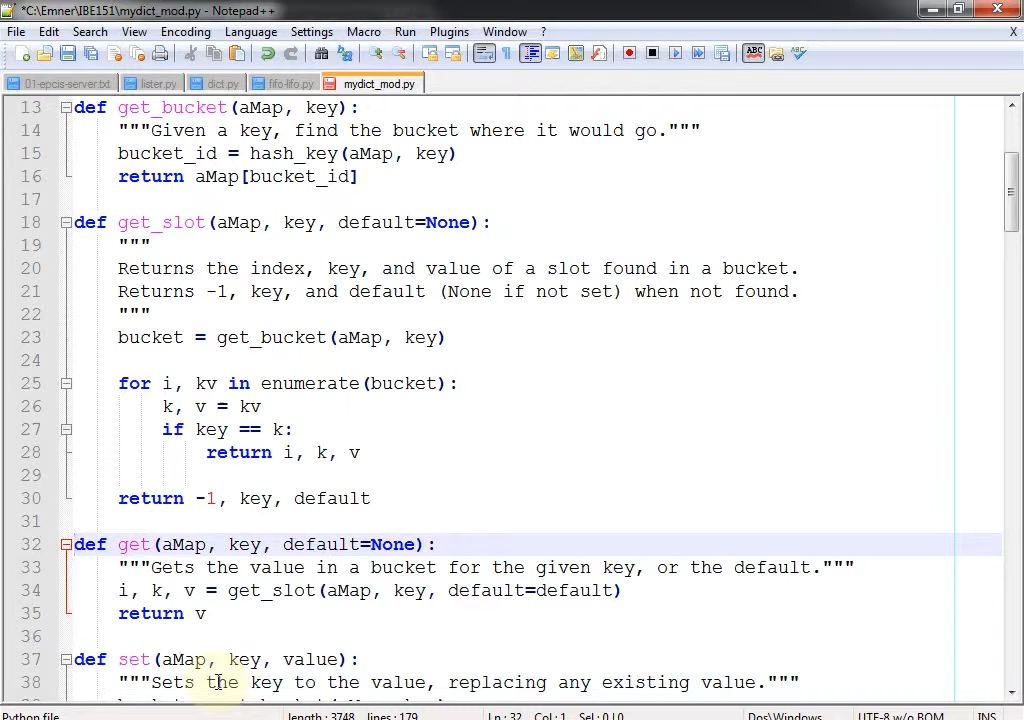 *C:\Emner\IBE151\mydict_mod.py - Notepad++
File Edit Search View Encoding Language Settings Macro Run Plugins Window ? X
01-epcis-server.txt lister.py dict.py fifo-lifo.py mydict_mod.py
13 def get_bucket(aMap, key):
14 """Given a key, find the bucket where it would go."""
15 bucket_id = hash_key(aMap, key)
16 return aMap[bucket_id]
17
18 def get_slot(aMap, key, default=None):
19 """
20 Returns the index, key, and value of a slot found in a bucket.
21 Returns -1, key, and default (None if not set) when not found.
22 """
23 bucket = get_bucket(aMap, key)
24
25 for i, kv in enumerate(bucket):
26 k, v = kv
27 if key == k:
28 return i, k, v
29
30 return -1, key, default
31
32 def get(aMap, key, default=None):
33 """Gets the value in a bucket for the given key, or the default."""
34 i, k, v = get_slot(aMap, key, default=default)
35 return v
36
37 def set(aMap, key, value):
38 """Sets the key to the value, replacing any existing value."""
Python file length : 3748 lines : 179 Ln : 32 Col : 1 Sel : 0 | 0 Dos\Windows UTF-8 w/o BOM INS